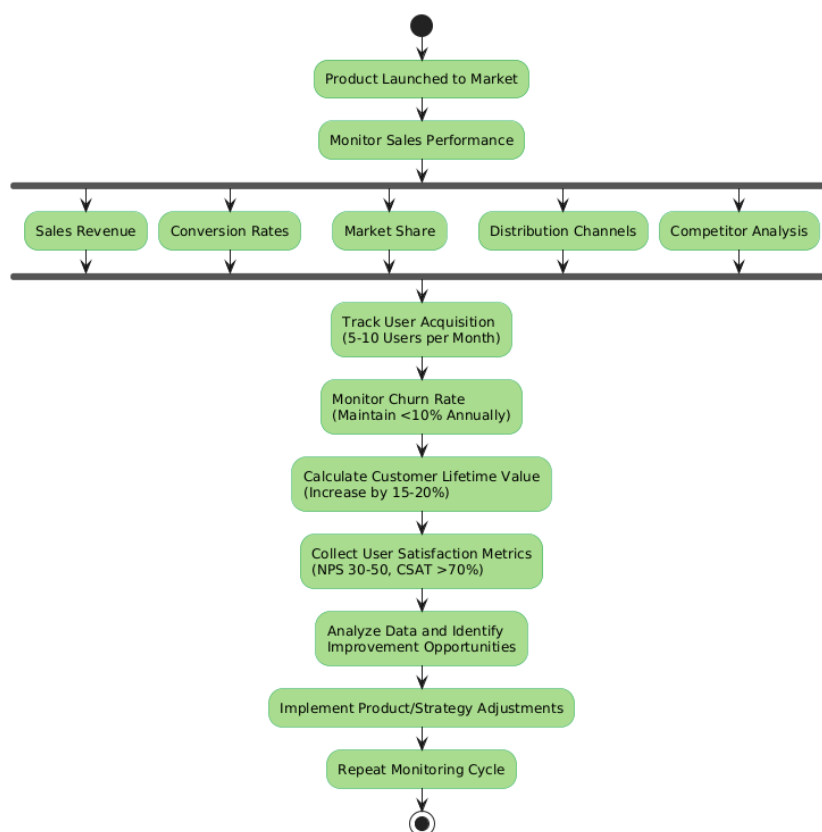 Product Launched to Market
Monitor Sales Performance
Sales Revenue
Conversion Rates
Market Share
Distribution Channels
Competitor Analysis
Track User Acquisition
(5-10 Users per Month)
Monitor Churn Rate
(Maintain <10% Annually)
Calculate Customer Lifetime Value
(Increase by 15-20%)
Collect User Satisfaction Metrics
(NPS 30-50, CSAT >70%)
Analyze Data and Identify
Improvement Opportunities
Implement Product/Strategy Adjustments
Repeat Monitoring Cycle